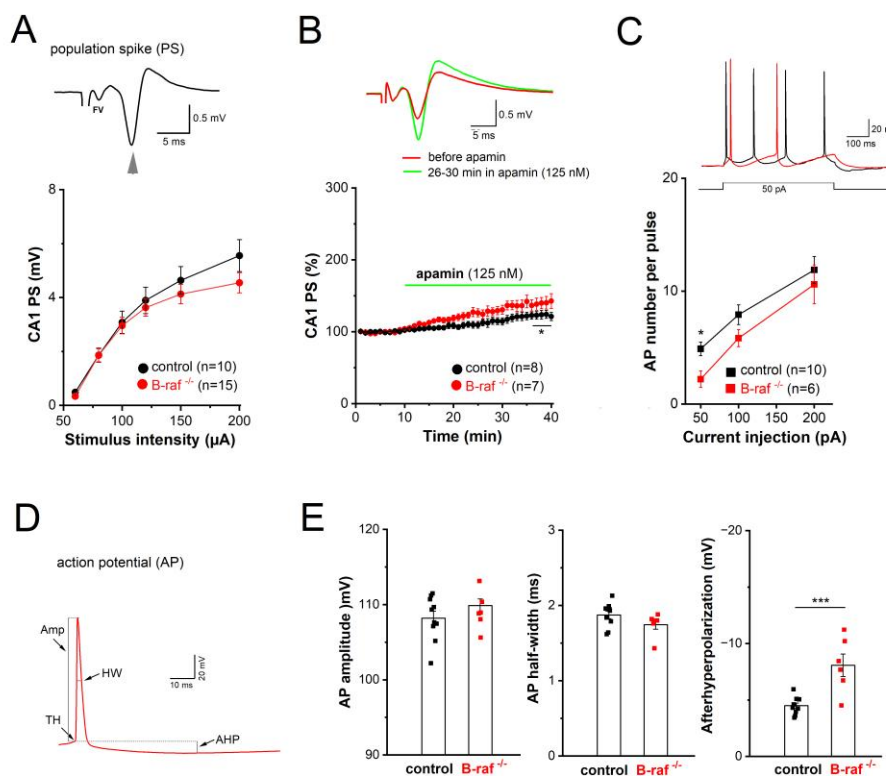 A
population spike (PS)
FV
0.5 mV
5 ms
8
4
0
CA1 PS (mV)
control (n=10)
B-raf -/- (n=15)
50
100
150
200
Stimulus intensity (µA)
B
0.5 mV
5 ms
before apamin
26-30 min in apamin (125 nM)
300
200
100
0
CA1 PS (%)
apamin (125 nM)
*
control (n=8)
B-raf -/- (n=7)
0
10
20
30
40
Time (min)
C
20 m
100 ms
50 pA
20
10
0
AP number per pulse
*
control (n=10)
B-raf -/- (n=6)
50
100
150
200
Current injection (pA)
D
action potential (AP)
Amp
HW
TH
AHP
20 mV
10 ms
E
120
110
100
90
AP amplitude )mV)
control B-raf -/-
3
2
1
0
AP half-width (ms)
control B-raf -/-
−20
−10
0
Afterhyperpolarization (mV)
***
control B-raf -/-